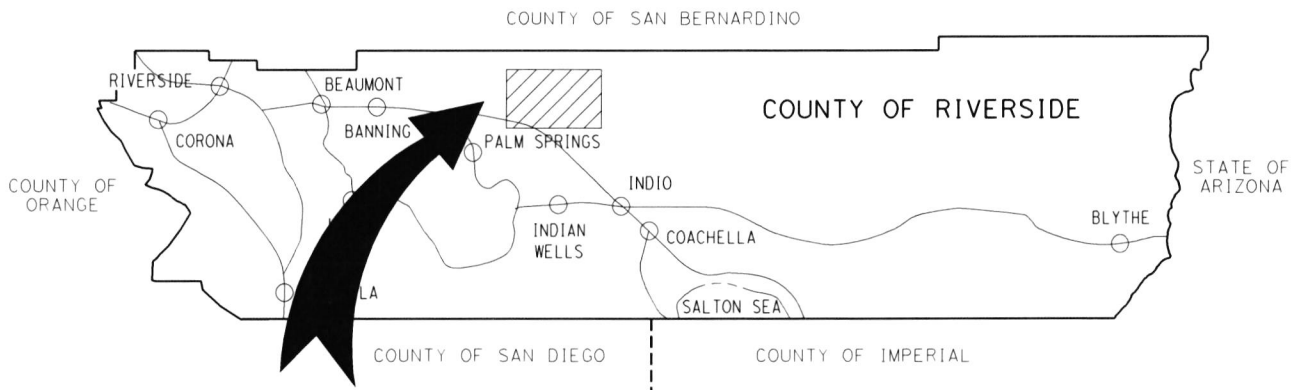 COUNTY OF SAN BERNARDINO
RIVERSIDE
BEAUMONT
COUNTY OF RIVERSIDE
BANNING
CORONA
PALM SPRINGS
COUNTY OF
ORANGE
STATE OF
ARIZONA
INDIO
BLYTHE
INDIAN
WELLS
COACHELLA
SALTON SEA
COUNTY OF SAN DIEGO
COUNTY OF IMPERIAL